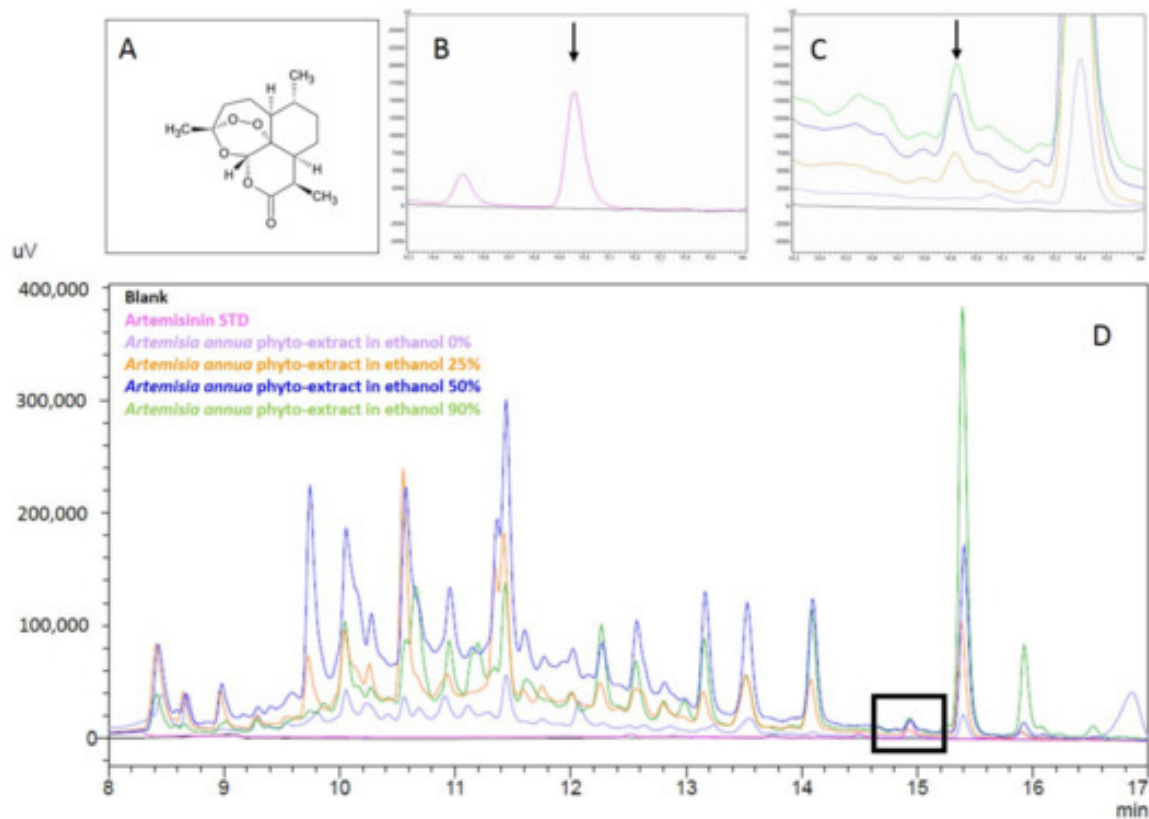 A
H
CH₃
H₃C
O
O
O
H
H
O
CH₃
O
B
C
uV
400,000
300,000
200,000
100,000
0
Blank
Artemisinin STD
Artemisia annua phyto-extract in ethanol 0%
Artemisia annua phyto-extract in ethanol 25%
Artemisia annua phyto-extract in ethanol 50%
Artemisia annua phyto-extract in ethanol 90%
D
8 9 10 11 12 13 14 15 16 17
min